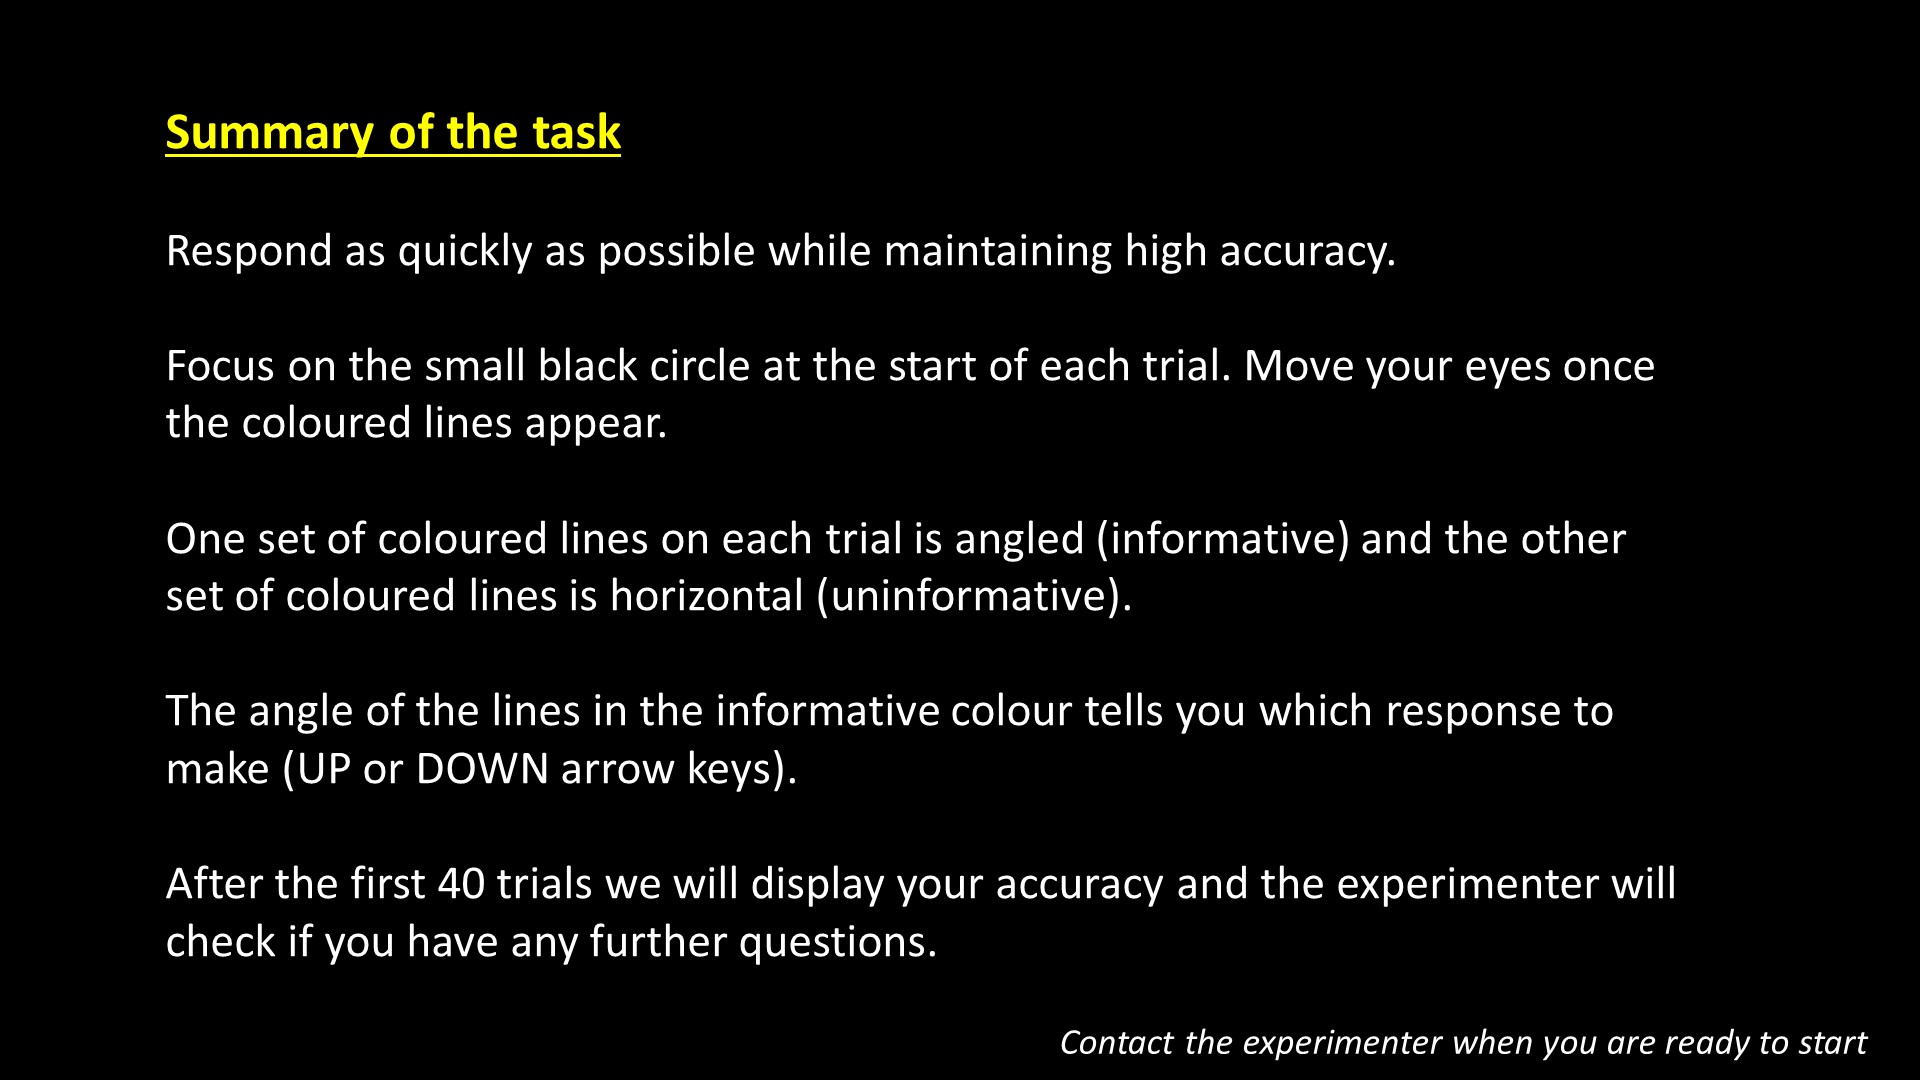 Summary of the task
Respond as quickly as possible while maintaining high accuracy.
Focus on the small black circle at the start of each trial. Move your eyes once
the coloured lines appear.
One set of coloured lines on each trial is angled (informative) and the other
set of coloured lines is horizontal (uninformative).
The angle of the lines in the informative colour tells you which response to
make (UP or DOWN arrow keys).
After the first 40 trials we will display your accuracy and the experimenter will
check if you have any further questions.
Contact the experimenter when you are ready to start